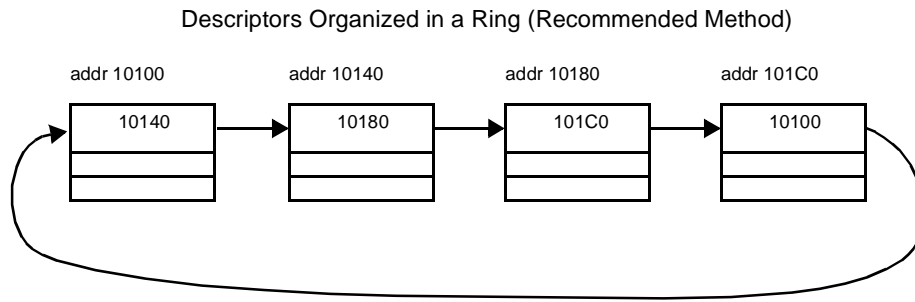 Descriptors Organized in a Ring (Recommended Method)
addr 10100 addr 10140 addr 10180 addr 101C0
10140 10180 101C0 10100